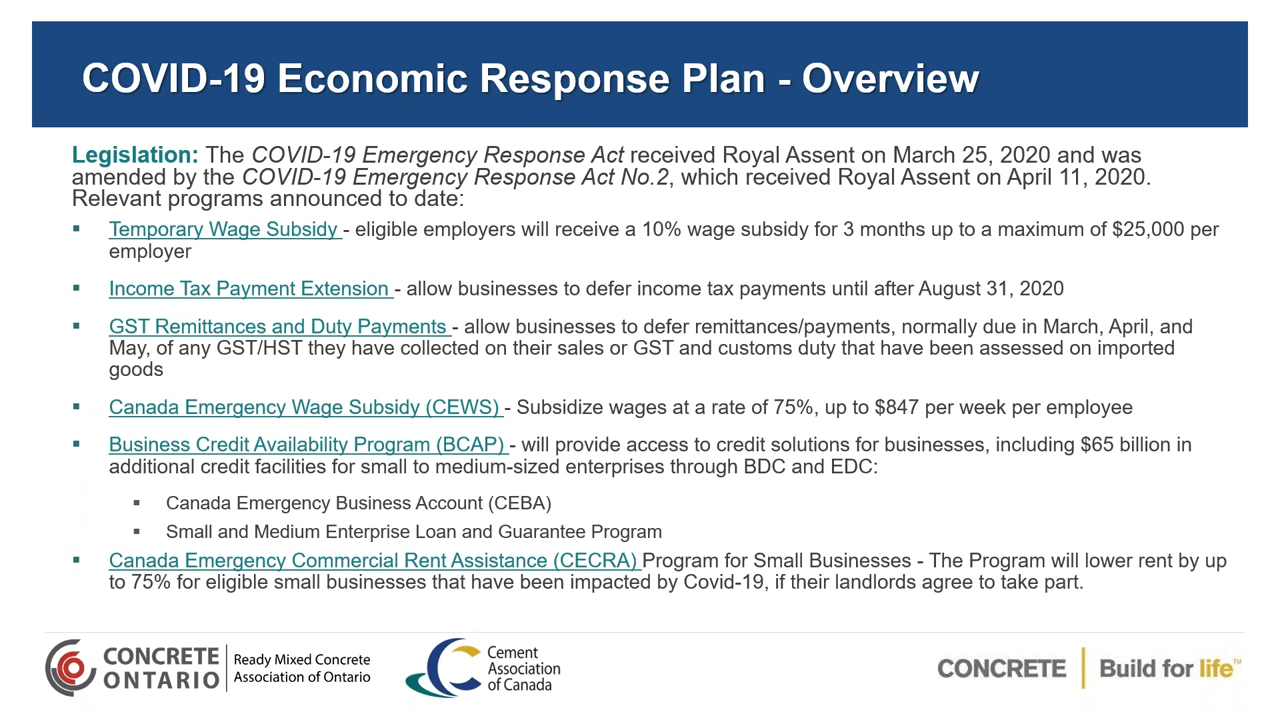 COVID-19 Economic Response Plan - Overview
Legislation: The COVID-19 Emergency Response Act received Royal Assent on March 25, 2020 and was
amended by the COVID-19 Emergency Response Act No.2, which received Royal Assent on April 11, 2020.
Relevant programs announced to date:
▪ Temporary Wage Subsidy - eligible employers will receive a 10% wage subsidy for 3 months up to a maximum of $25,000 per
employer
▪ Income Tax Payment Extension - allow businesses to defer income tax payments until after August 31, 2020
▪ GST Remittances and Duty Payments - allow businesses to defer remittances/payments, normally due in March, April, and
May, of any GST/HST they have collected on their sales or GST and customs duty that have been assessed on imported
goods
▪ Canada Emergency Wage Subsidy (CEWS) - Subsidize wages at a rate of 75%, up to $847 per week per employee
▪ Business Credit Availability Program (BCAP) - will provide access to credit solutions for businesses, including $65 billion in
additional credit facilities for small to medium-sized enterprises through BDC and EDC:
▪ Canada Emergency Business Account (CEBA)
▪ Small and Medium Enterprise Loan and Guarantee Program
▪ Canada Emergency Commercial Rent Assistance (CECRA) Program for Small Businesses - The Program will lower rent by up
to 75% for eligible small businesses that have been impacted by Covid-19, if their landlords agree to take part.
CONCRETE
ONTARIO
Ready Mixed Concrete
Association of Ontario
Cement
Association
of Canada
CONCRETE | Build for life™